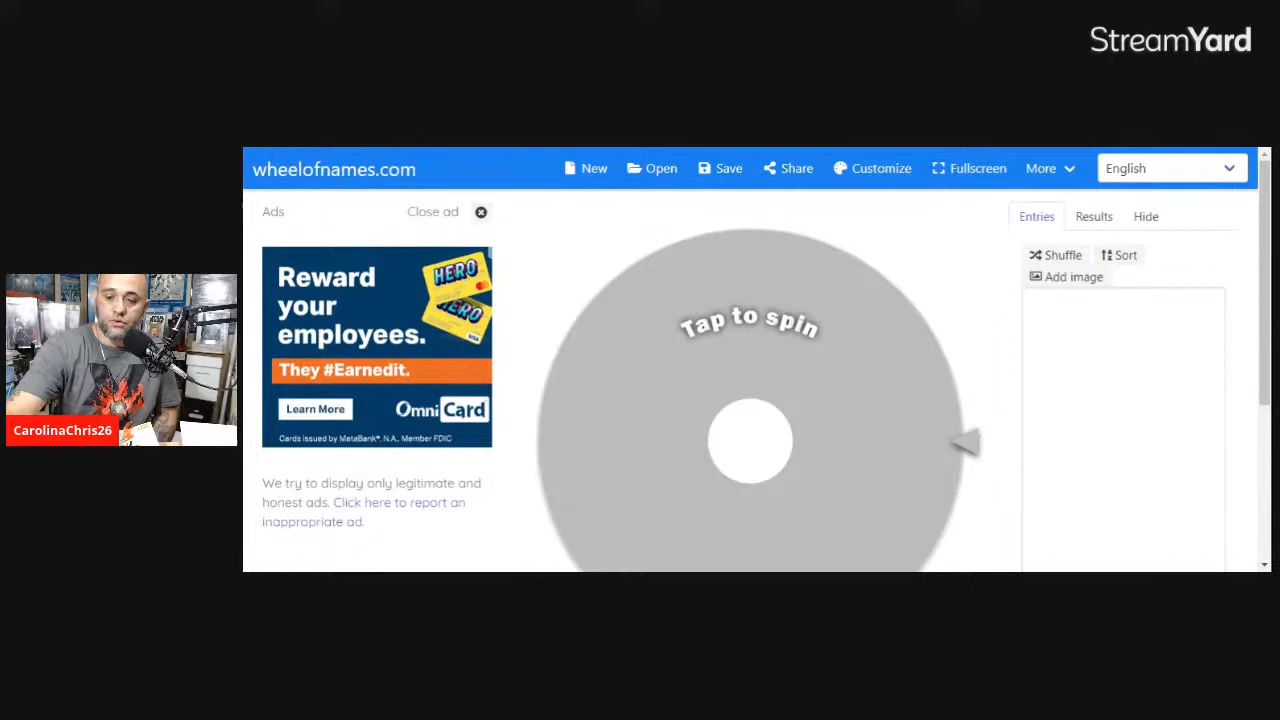 StreamYard
wheelofnames.com
New
Open
Save
Share
Customize
Fullscreen
More
English
Ads
Close ad
Entries
Results
Hide
Reward
your
employees.
HERO
HERO
They #Earnedit.
Learn More
OmniCard
Cards issued by MetaBank®, N.A., Member FDIC
Shuffle
Sort
Add image
Tap to spin
CarolinaChris26
We try to display only legitimate and
honest ads. Click here to report an
inappropriate ad.